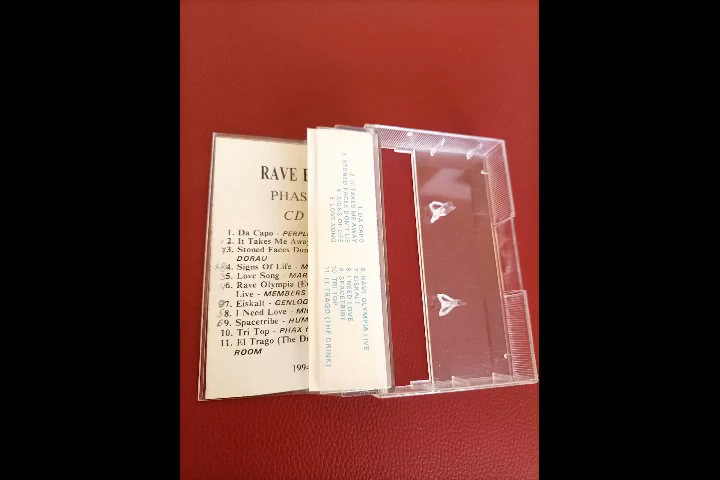 RAVE
PHAS
CD
1. Da Capo - PERPL
2. It Takes Me Away
3. Stoned Faces Don
DORAU
4. Signs Of Life - M
5. Love Song - MAR
6. Rave Olympia (E
Live - MEMBERS
7. Eiskalt - GENLOG
8. I Need Love - MI
9. Spacetribe - HUM
10. Tri Top - PHAX
11. El Trago (The Dr
ROOM
1994
1. DA CAPO
2. IT TAKES ME AWAY
3. STONED FACES DON'T LIE
4. SIGNS OF LIFE
5. LOVE SONG
6 RAVE OLYMPIA LIVE
7 EISKALT
8 I NEED LOVE
9 SPACETRIBE
10 TRI TOP
11 EL TRAGO (THE DRINK)